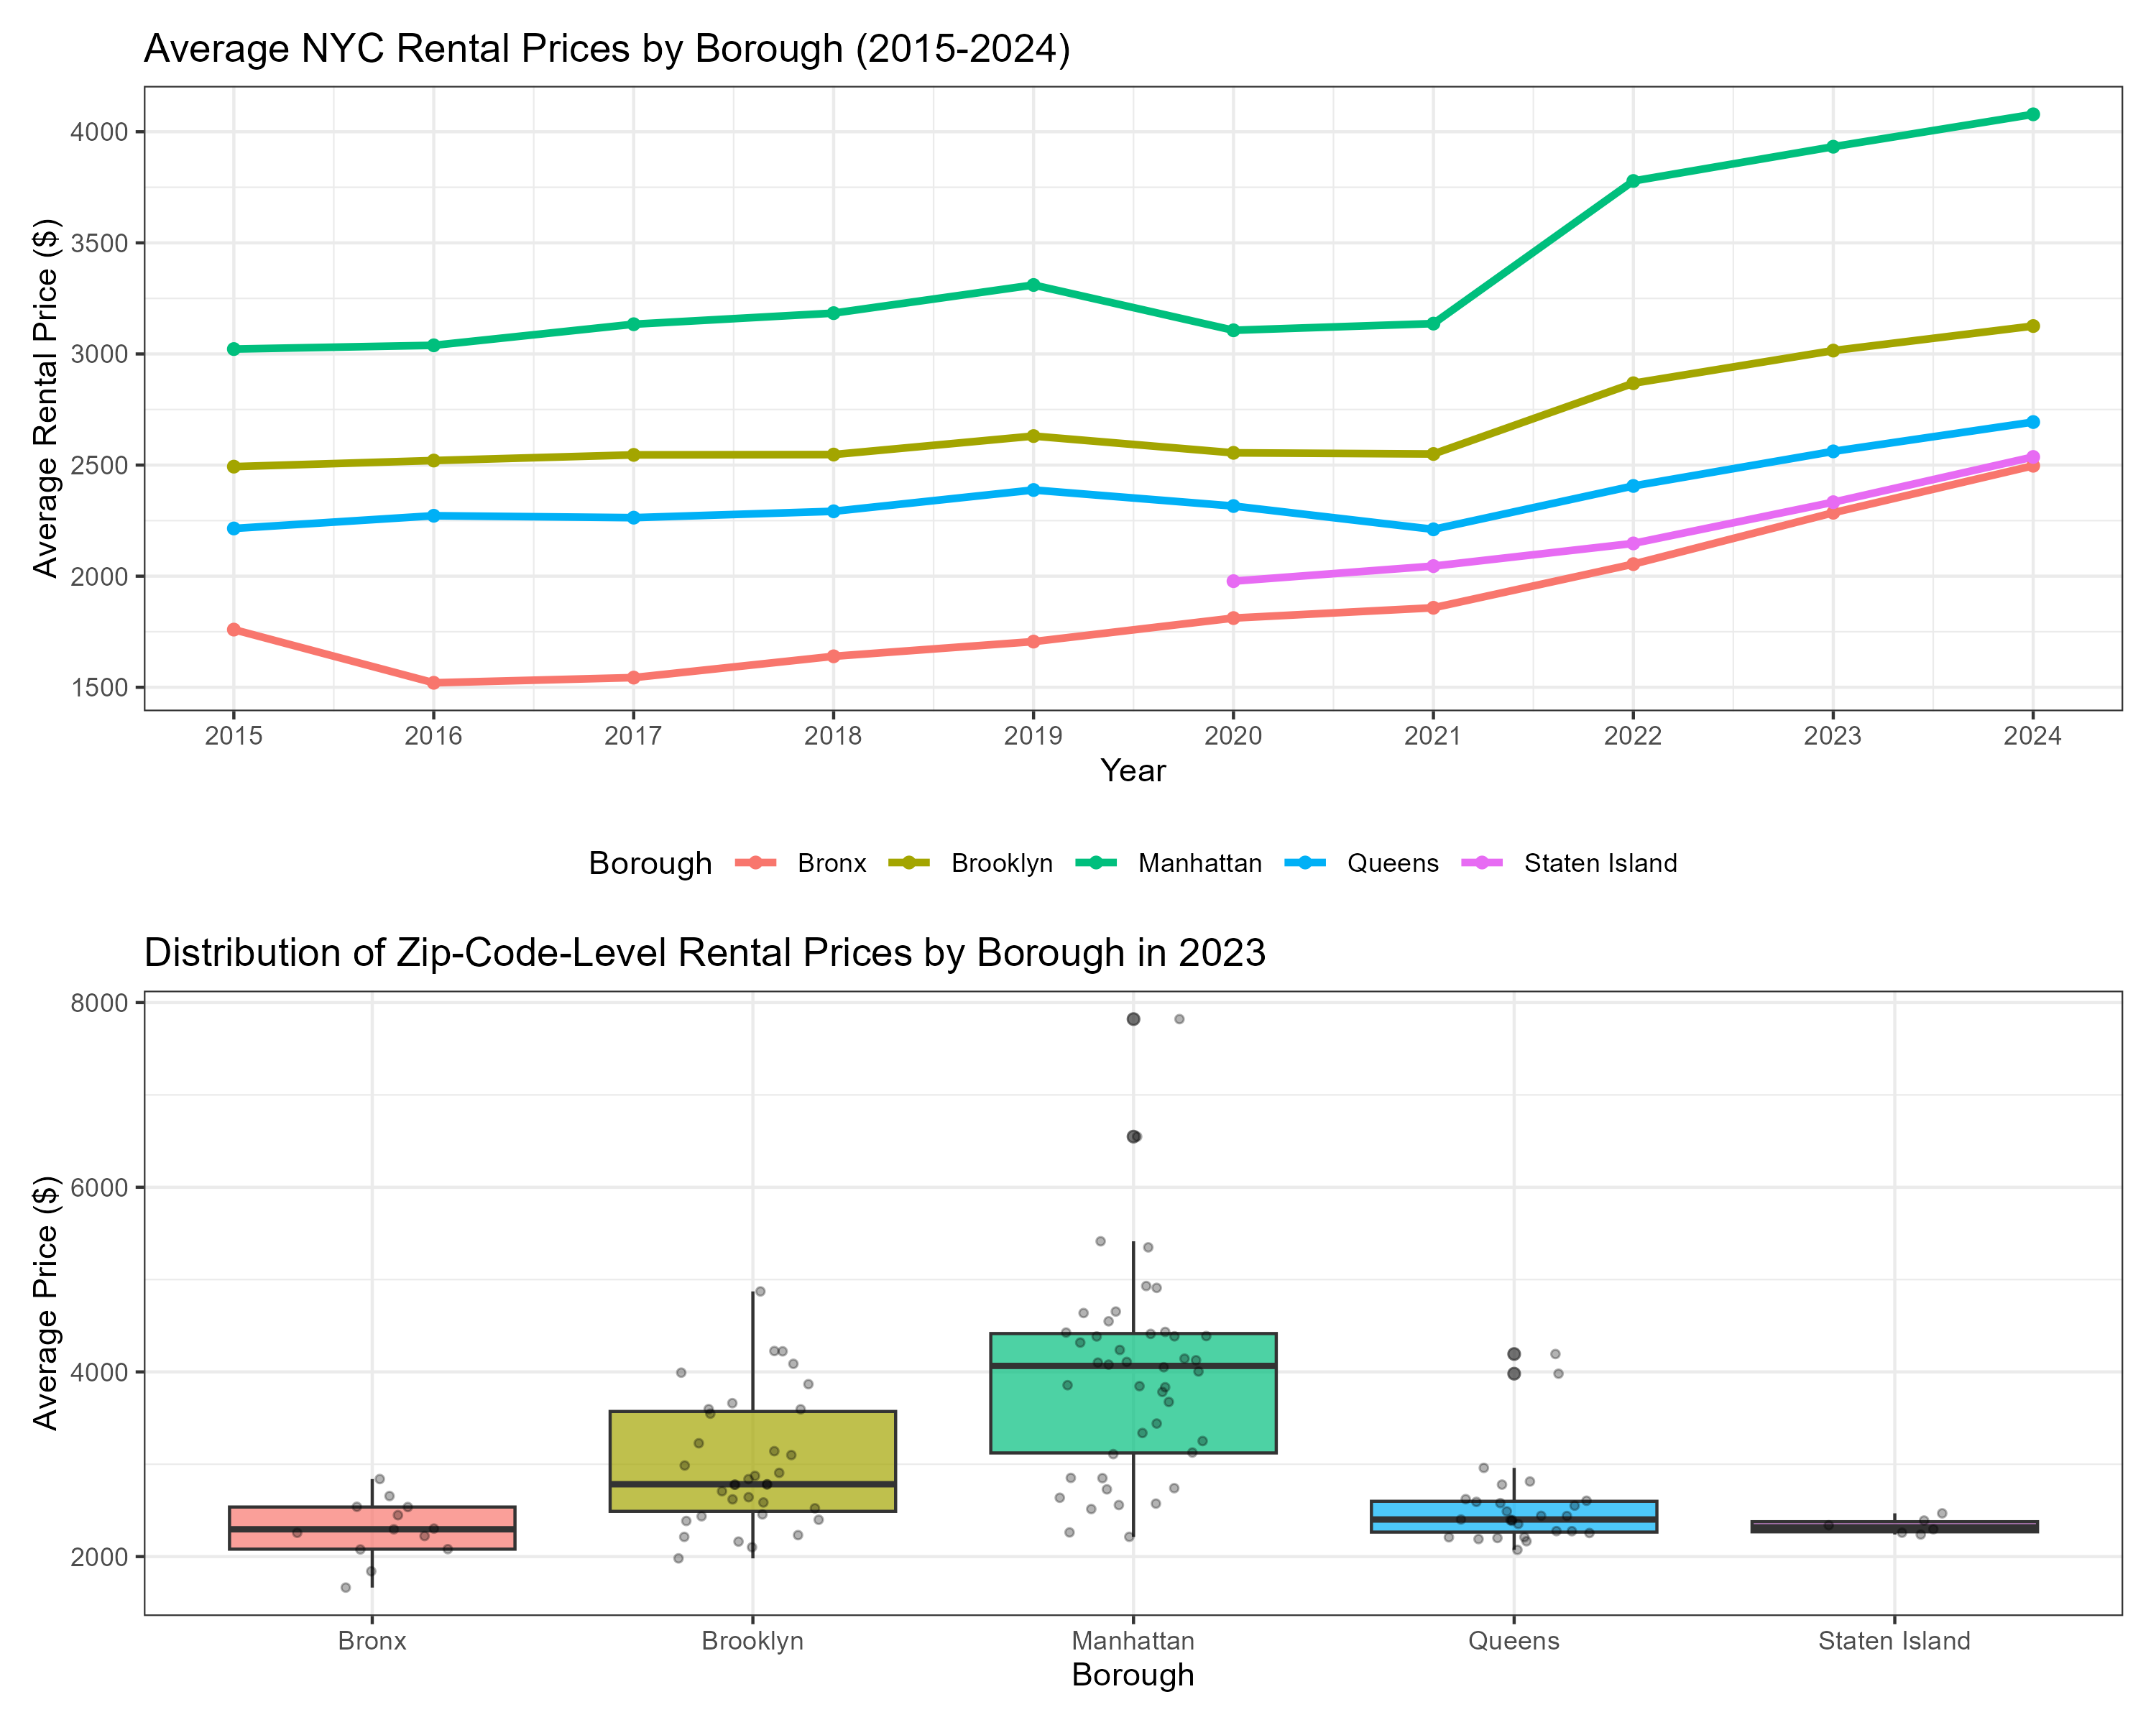 Average NYC Rental Prices by Borough (2015-2024)
Average Rental Price ($)
4000
3500
3000
2500
2000
1500
2015 2016 2017 2018 2019 2020 2021 2022 2023 2024
Year
Borough Bronx Brooklyn Manhattan Queens Staten Island
Distribution of Zip-Code-Level Rental Prices by Borough in 2023
Average Price ($)
8000
6000
4000
2000
Bronx Brooklyn Manhattan Queens Staten Island
Borough